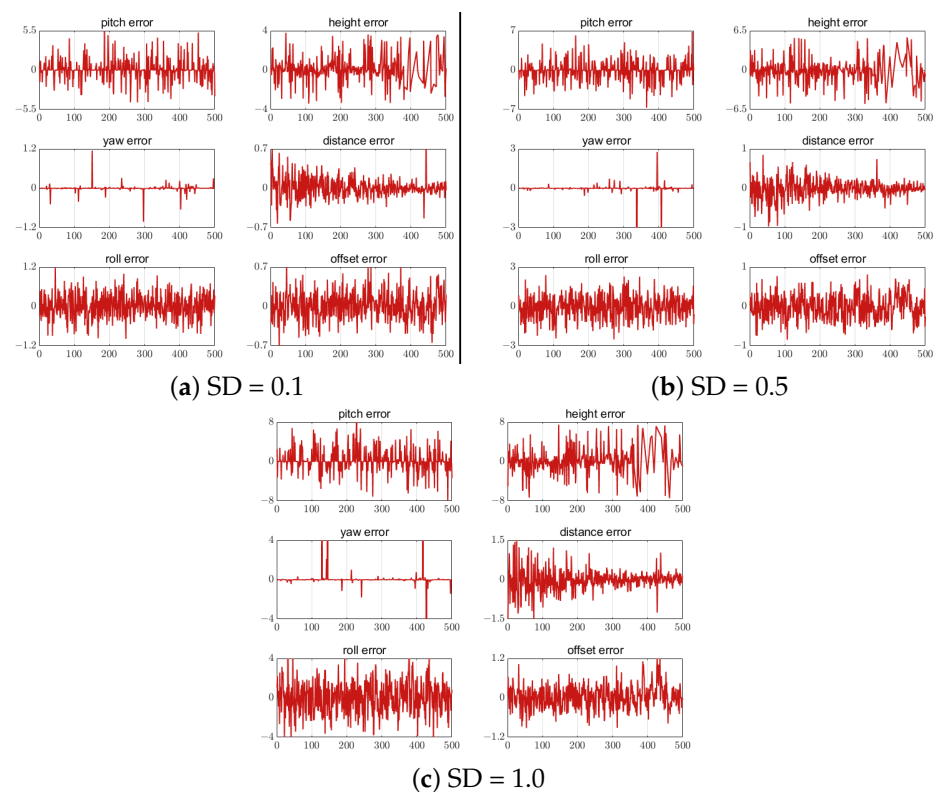 pitch error
5.5
0
−5.5
0 100 200 300 400 500
height error
4
0
−4
0 100 200 300 400 500
yaw error
1.2
0
−1.2
0 100 200 300 400 500
distance error
0.7
0
−0.7
0 100 200 300 400 500
roll error
1.2
0
−1.2
0 100 200 300 400 500
offset error
0.7
0
−0.7
0 100 200 300 400 500
(a) SD = 0.1
pitch error
7
0
−7
0 100 200 300 400 500
height error
6.5
0
−6.5
0 100 200 300 400 500
yaw error
3
0
−3
0 100 200 300 400 500
distance error
1
0
−1
0 100 200 300 400 500
roll error
3
0
−3
0 100 200 300 400 500
offset error
1
0
−1
0 100 200 300 400 500
(b) SD = 0.5
pitch error
8
0
−8
0 100 200 300 400 500
height error
8
0
−8
0 100 200 300 400 500
yaw error
4
0
−4
0 100 200 300 400 500
distance error
1.5
0
−1.5
0 100 200 300 400 500
roll error
4
0
−4
0 100 200 300 400 500
offset error
1.2
0
−1.2
0 100 200 300 400 500
(c) SD = 1.0